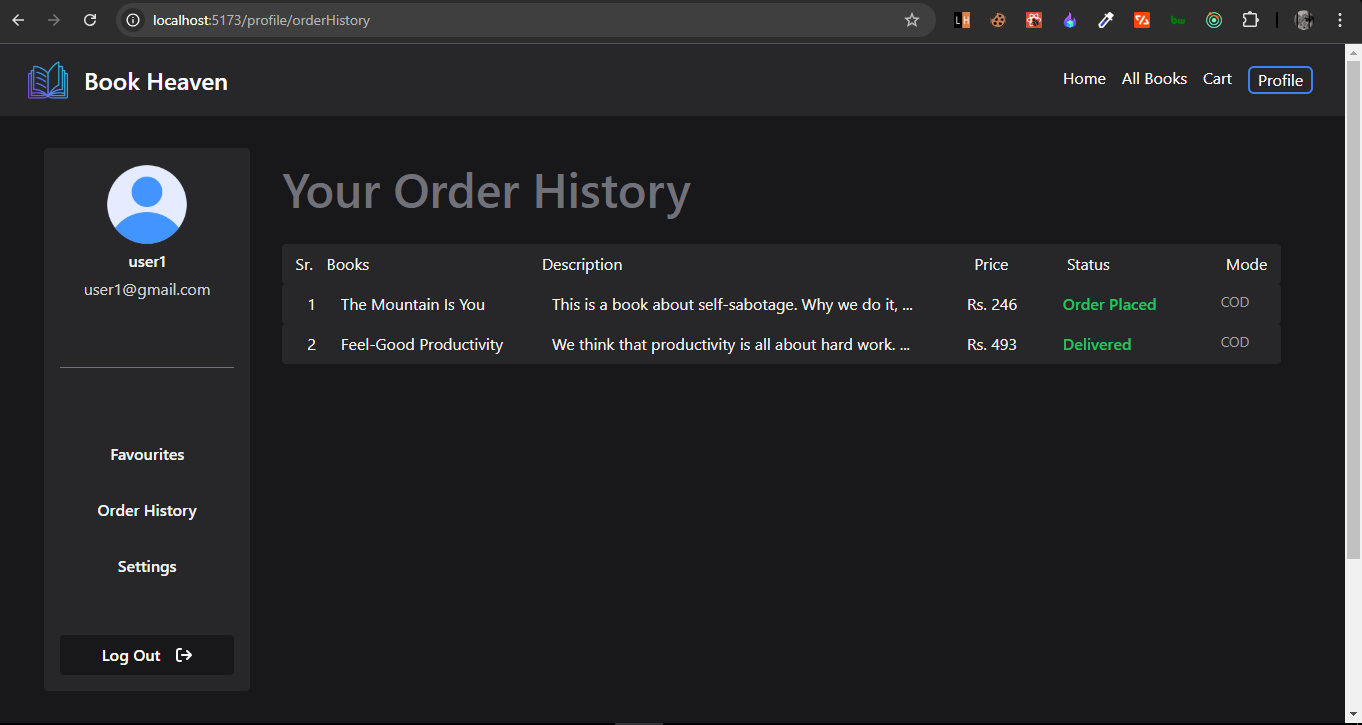 localhost:5173/profile/orderHistory
LH
bw
Book Heaven
Home All Books Cart Profile
user1
user1@gmail.com
Favourites
Order History
Settings
Log Out
Your Order History
Sr. Books Description Price Status Mode
1 The Mountain Is You This is a book about self-sabotage. Why we do it, ... Rs. 246 Order Placed COD
2 Feel-Good Productivity We think that productivity is all about hard work. ... Rs. 493 Delivered COD